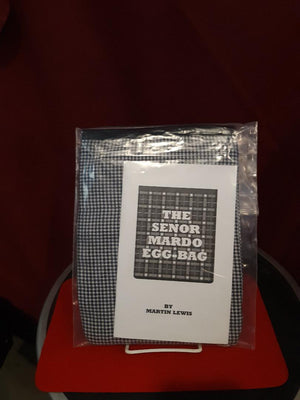 THE
SENOR
MARDO
EGG-BAG
BY
MARTIN LEWIS